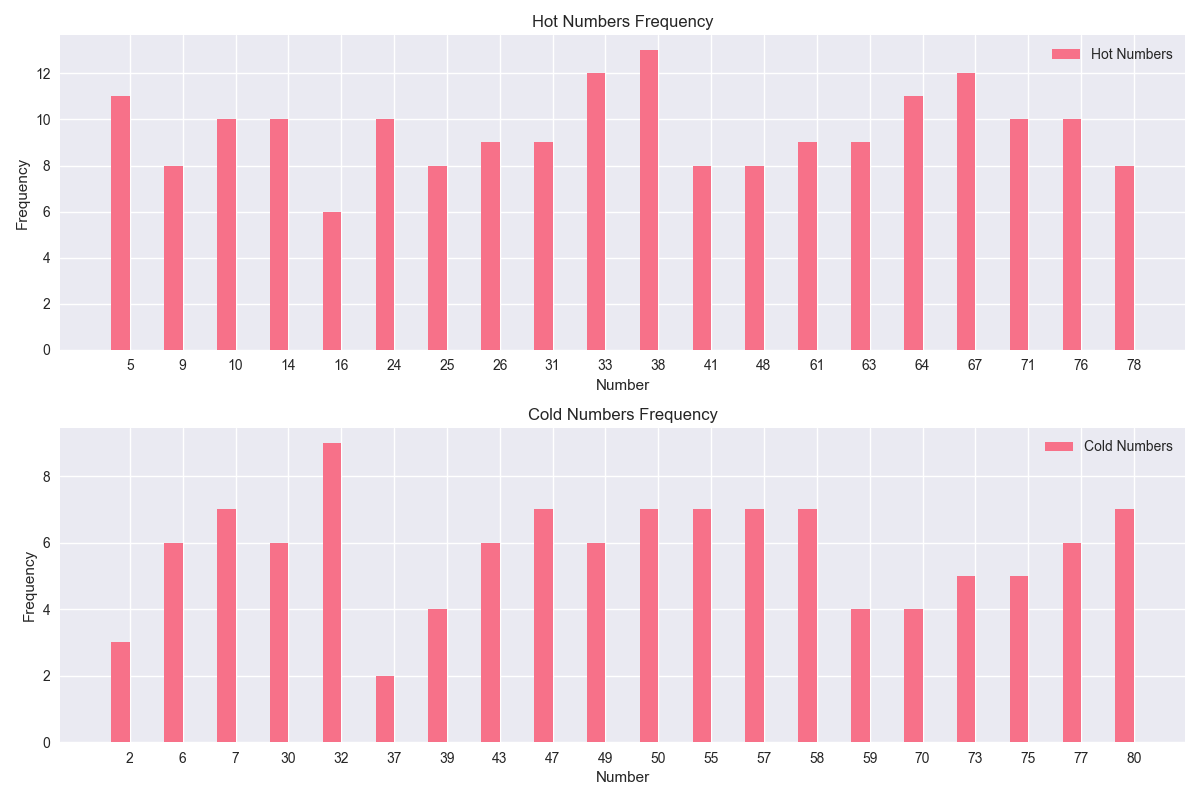 Hot Numbers Frequency
Hot Numbers
12
10
8
6
4
2
0
Frequency
5 9 10 14 16 24 25 26 31 33 38 41 48 61 63 64 67 71 76 78
Number
Cold Numbers Frequency
Cold Numbers
8
6
4
2
0
Frequency
2 6 7 30 32 37 39 43 47 49 50 55 57 58 59 70 73 75 77 80
Number